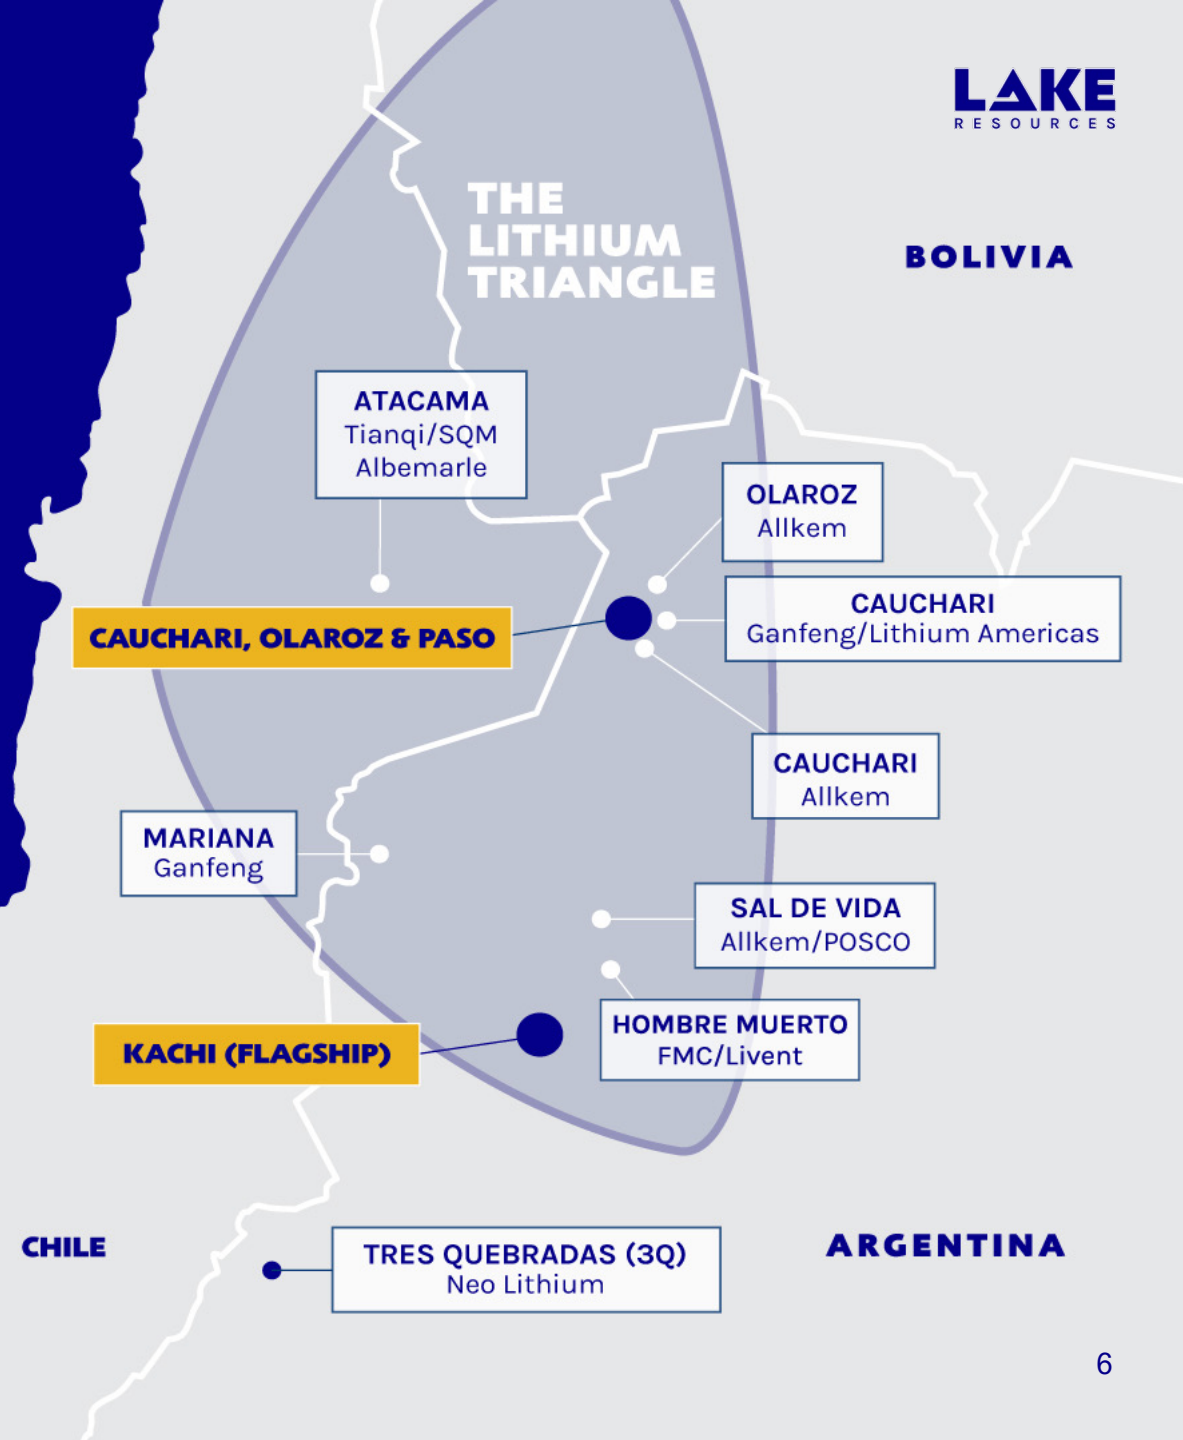 LAKE
RESOURCES
THE
LITHIUM
TRIANGLE
BOLIVIA
ATACAMA
Tianqi/SQM
Albemarle
OLAROZ
Allkem
CAUCHARI
Ganfeng/Lithium Americas
CAUCHARI, OLAROZ & PASO
CAUCHARI
Allkem
MARIANA
Ganfeng
SAL DE VIDA
Allkem/POSCO
HOMBRE MUERTO
FMC/Livent
KACHI (FLAGSHIP)
CHILE
TRES QUEBRADAS (3Q)
Neo Lithium
ARGENTINA
6